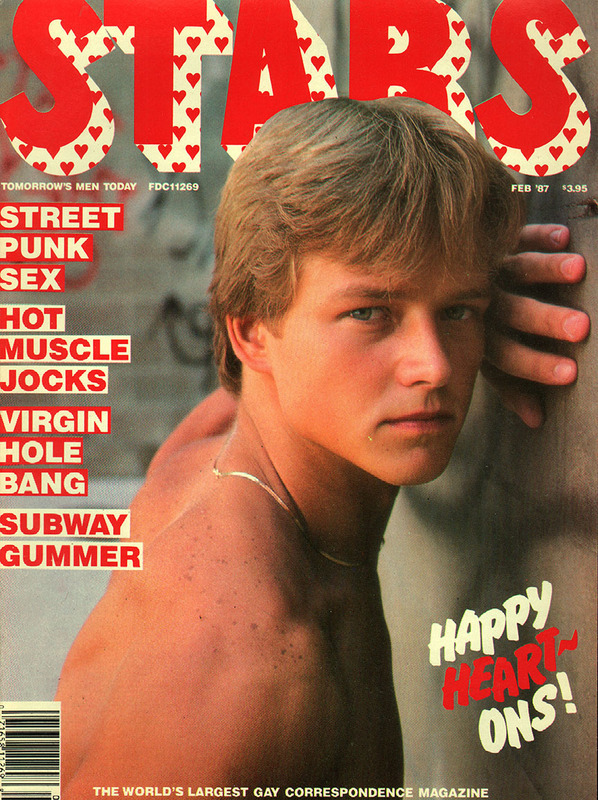 STARS
TOMORROW'S MEN TODAY FDC11269
FEB '87 $3.95
STREET
PUNK
SEX
HOT
MUSCLE
JOCKS
VIRGIN
HOLE
BANG
SUBWAY
GUMMER
HAPPY
HEART~
ONS!
THE WORLD'S LARGEST GAY CORRESPONDENCE MAGAZINE